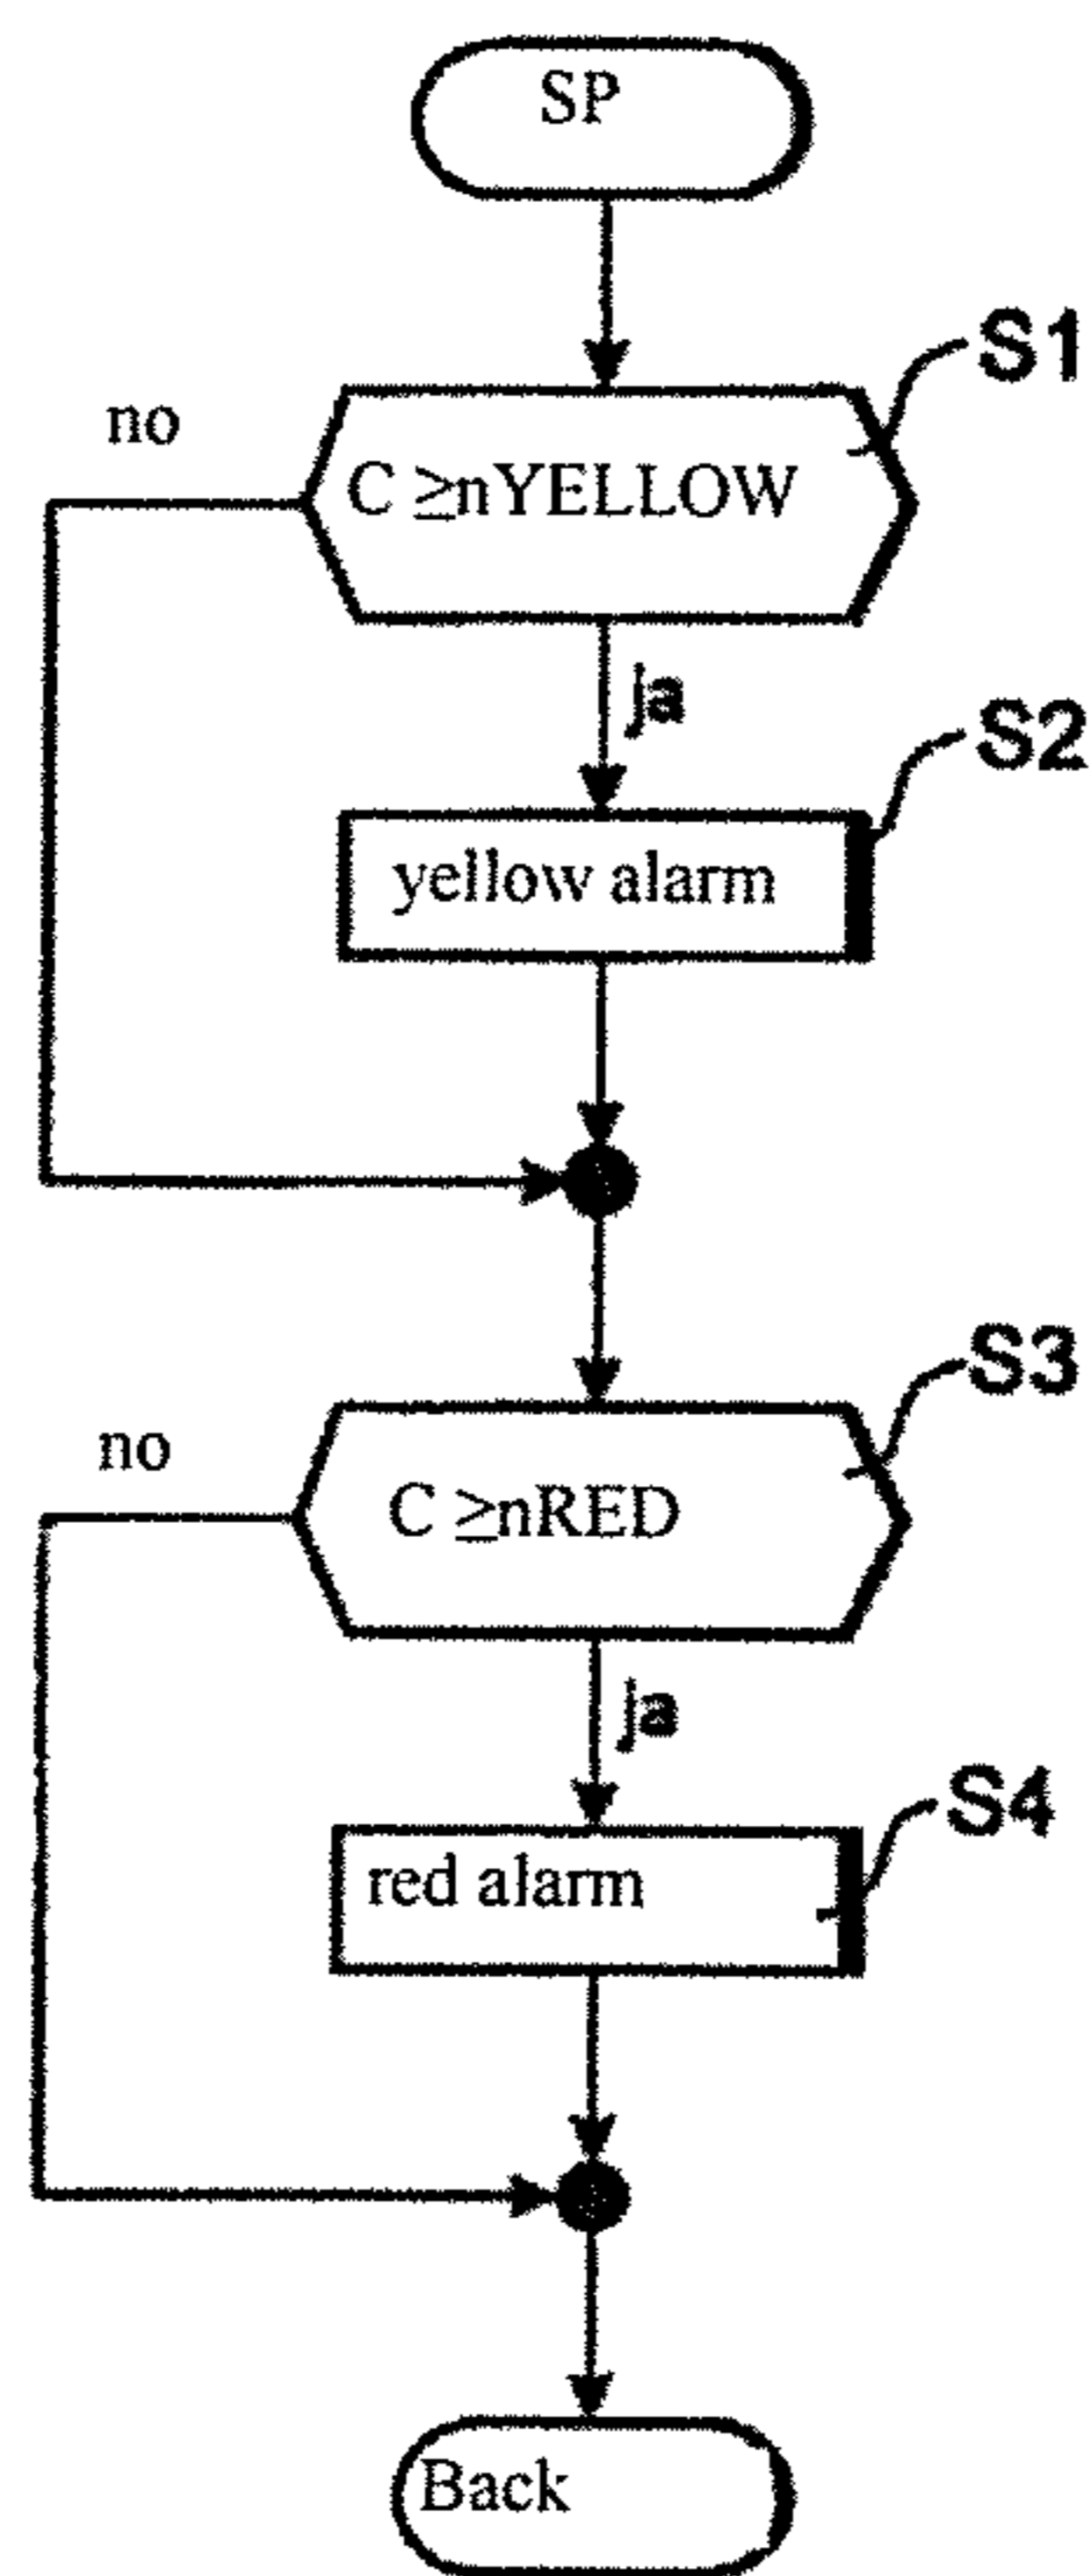 SP
S1
no
C ≥nYELLOW
ja
S2
yellow alarm
S3
no
C ≥nRED
ja
S4
red alarm
Back